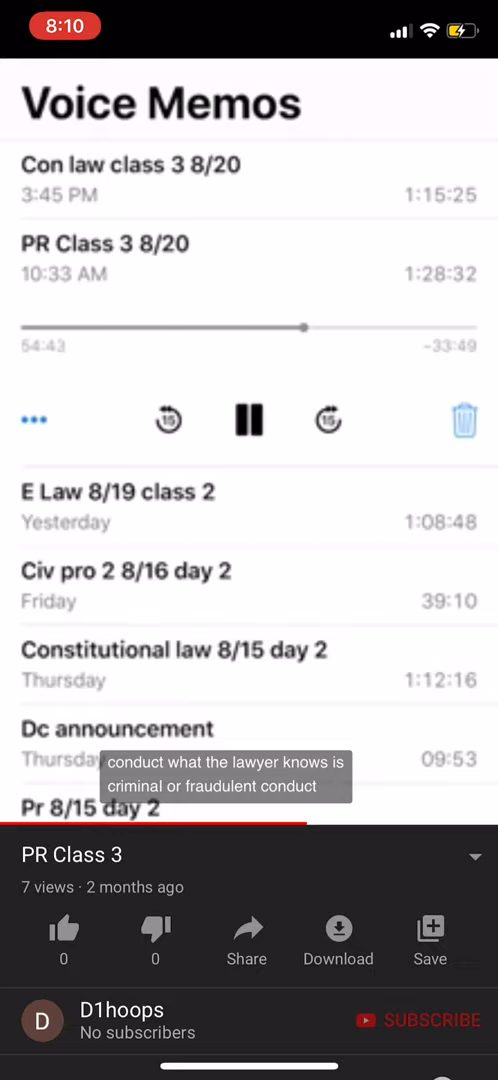 8:10
Voice Memos
Con law class 3 8/20
3:45 PM
1:15:25
PR Class 3 8/20
10:33 AM
1:28:32
54:43
-33:49
15
15
E Law 8/19 class 2
Yesterday
1:08:48
Civ pro 2 8/16 day 2
Friday
39:10
Constitutional law 8/15 day 2
Thursday
1:12:16
Dc announcement
Thursday
09:53
conduct what the lawyer knows is
criminal or fraudulent conduct
Pr 8/15 day 2
PR Class 3
7 views · 2 months ago
0
0
Share
Download
Save
D
D1hoops
No subscribers
SUBSCRIBE